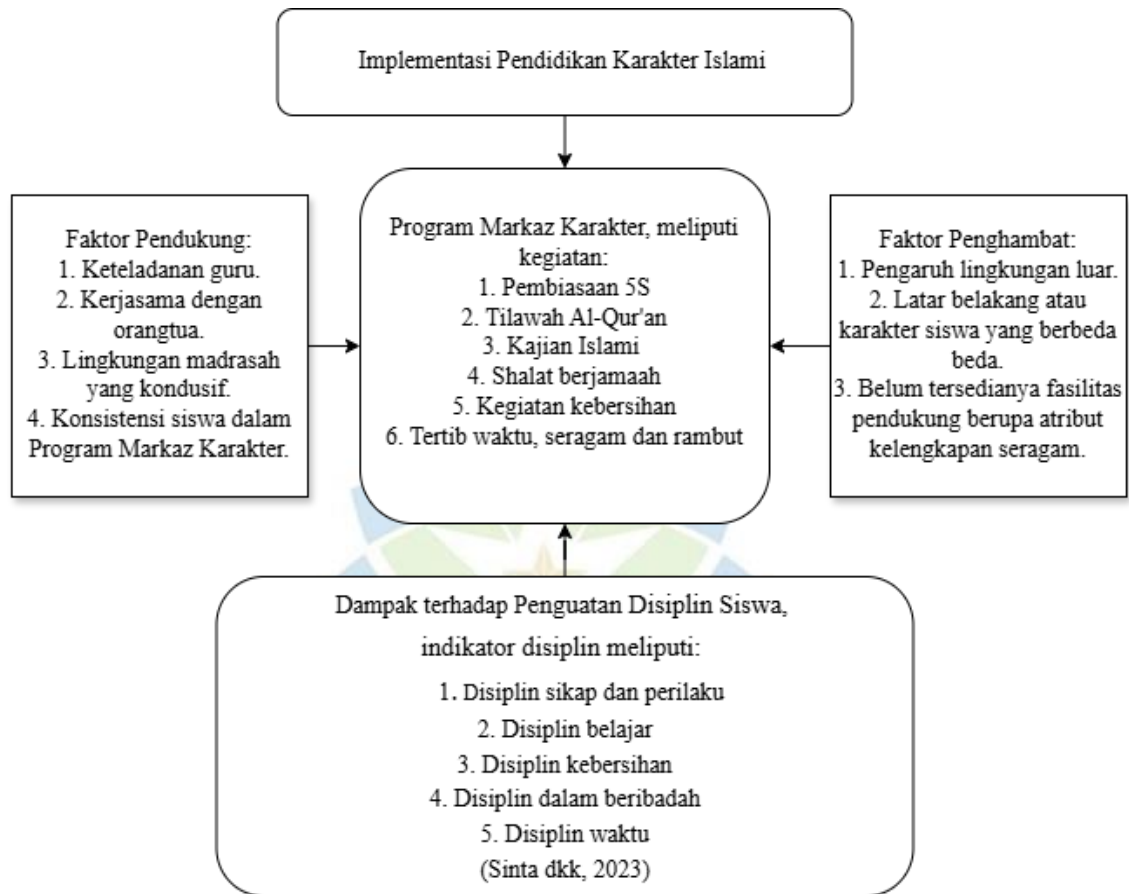 Implementasi Pendidikan Karakter Islami
Faktor Pendukung:
1. Keteladanan guru.
2. Kerjasama dengan
orangtua.
3. Lingkungan madrasah
yang kondusif.
4. Konsistensi siswa dalam
Program Markaz Karakter.
Program Markaz Karakter, meliputi
kegiatan:
1. Pembiasaan 5S
2. Tilawah Al-Qur'an
3. Kajian Islami
4. Shalat berjamaah
5. Kegiatan kebersihan
6. Tertib waktu, seragam dan rambut
Faktor Penghambat:
1. Pengaruh lingkungan luar.
2. Latar belakang atau
karakter siswa yang berbeda
beda.
3. Belum tersedianya fasilitas
pendukung berupa atribut
kelengkapan seragam.
Dampak terhadap Penguatan Disiplin Siswa,
indikator disiplin meliputi:
1. Disiplin sikap dan perilaku
2. Disiplin belajar
3. Disiplin kebersihan
4. Disiplin dalam beribadah
5. Disiplin waktu
(Sinta dkk, 2023)